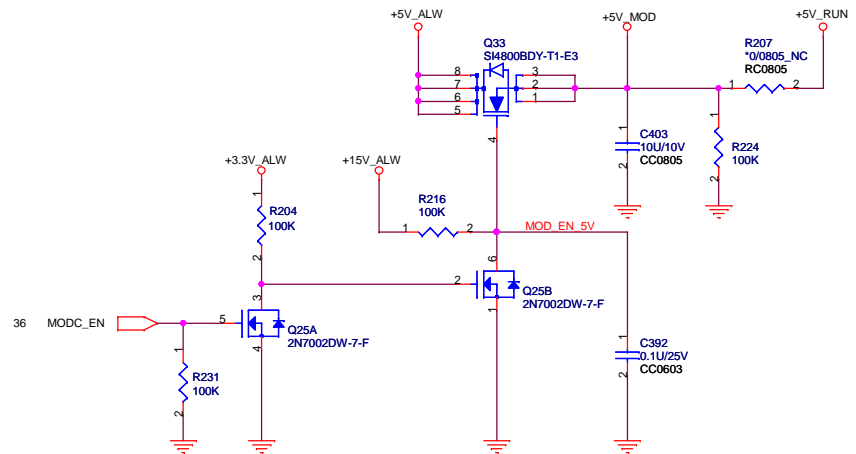 +5V_ALW
+5V_MOD
+5V_RUN
Q33
SI4800BDY-T1-E3
R207
*0/0805_NC
RC0805
8
7
6
5
3
2
1
4
1
2
1
C403
10U/10V
CC0805
2
1
R224
100K
2
+3.3V_ALW
+15V_ALW
1
R204
100K
2
R216
100K
1
2
MOD_EN_5V
6
2
Q25B
2N7002DW-7-F
1
3
36
MODC_EN
5
Q25A
2N7002DW-7-F
4
1
R231
100K
2
1
C392
0.1U/25V
CC0603
2